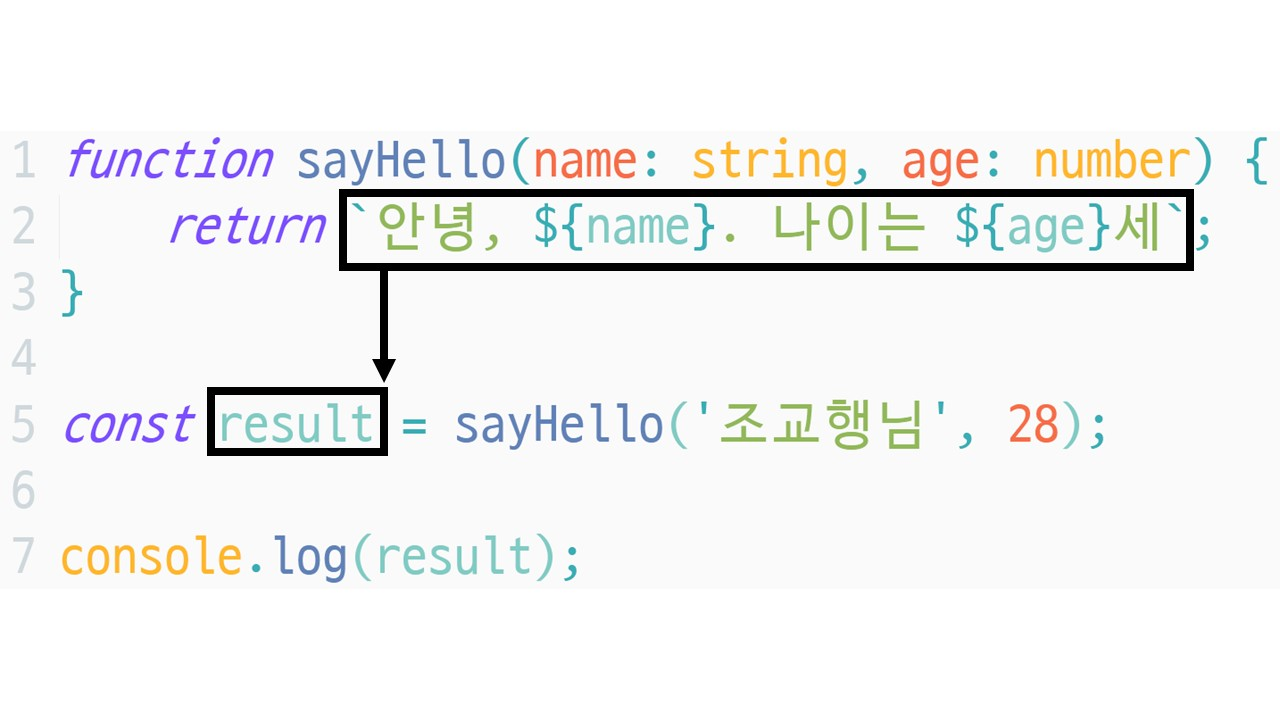 1 function sayHello(name: string, age: number) {
2 return `안녕, ${name}. 나이는 ${age}세`;
3 }
4
5 const result = sayHello('조교행님', 28);
6
7 console.log(result);